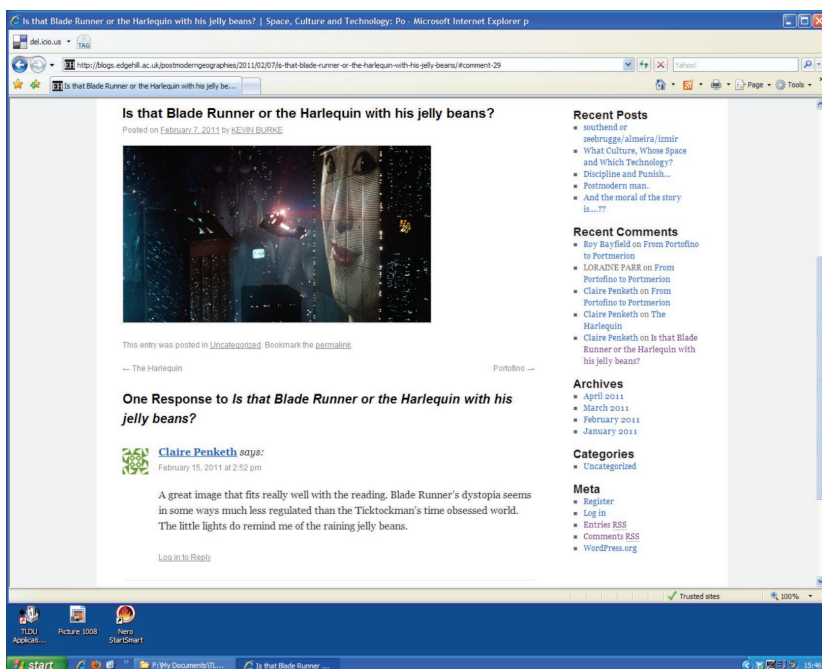 Is that Blade Runner or the Harlequin with his jelly beans? | Space, Culture and Technology: Po - Microsoft Internet Explorer p
del.icio.us
TAG
http://blogs.edgehill.ac.uk/postmoderngeographies/2011/02/07/is-that-blade-runner-or-the-harlequin-with-his-jelly-beans/#comment-29
Yahoo!
Is that Blade Runner or the Harlequin with his jelly be...
Page
Tools
Is that Blade Runner or the Harlequin with his jelly beans?
Posted on February 7, 2011 by KEVIN BURKE
This entry was posted in Uncategorized. Bookmark the permalink.
← The Harlequin
Portofino →
One Response to Is that Blade Runner or the Harlequin with his
jelly beans?
Claire Penketh says:
February 15, 2011 at 2:52 pm
A great image that fits really well with the reading. Blade Runner's dystopia seems
in some ways much less regulated than the Ticktockman's time obsessed world.
The little lights do remind me of the raining jelly beans.
Log in to Reply
Recent Posts
southend or
zeebrugge/almeira/izmir
What Culture, Whose Space
and Which Technology?
Discipline and Punish...
Postmodern man.
And the moral of the story
is....??
Recent Comments
Roy Bayfield on From Portofino
to Portmerion
LORAINE PARR on From
Portofino to Portmerion
Claire Penketh on From
Portofino to Portmerion
Claire Penketh on The
Harlequin
Claire Penketh on Is that Blade
Runner or the Harlequin with
his jelly beans?
Archives
April 2011
March 2011
February 2011
January 2011
Categories
Uncategorized
Meta
Register
Log in
Entries RSS
Comments RSS
WordPress.org
Trusted sites
100%
TLDU
Applicati...
Picture 1008
Nero
StartSmart
start
F:\My Documents\TL...
Is that Blade Runner ...
15:46